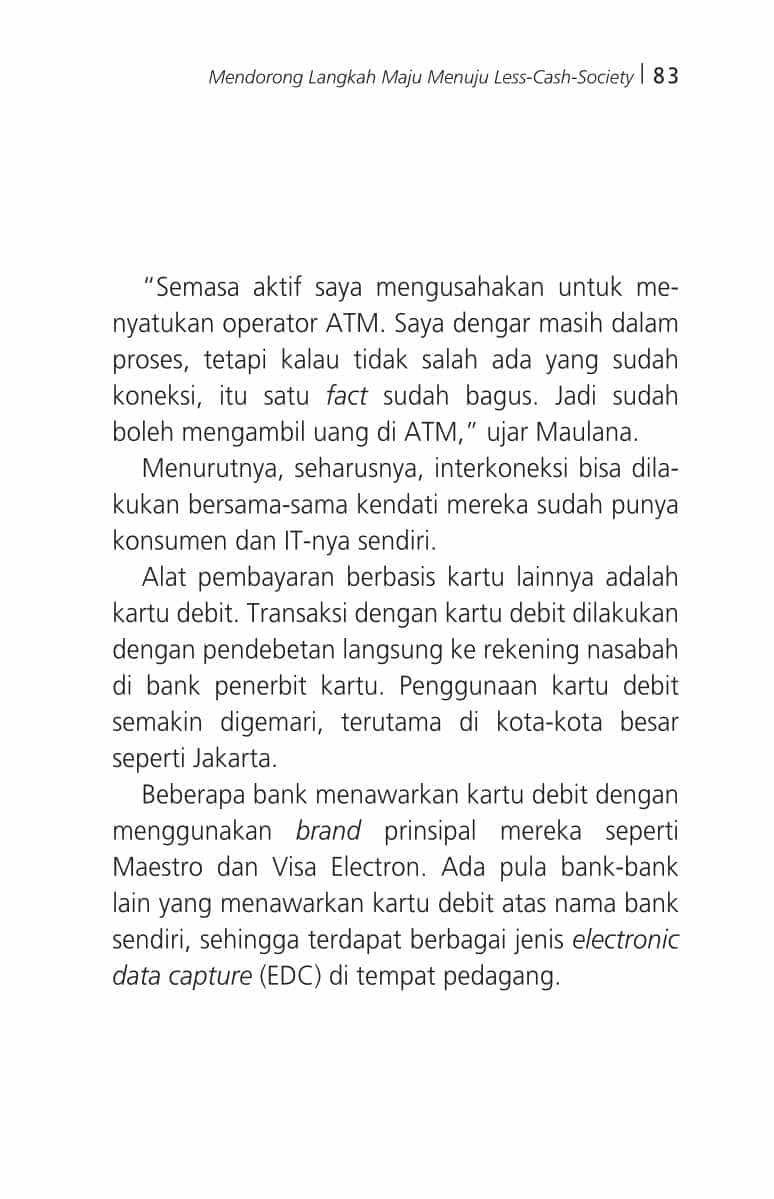 Mendorong Langkah Maju Menuju Less-Cash-Society | 83
“Semasa aktif saya mengusahakan untuk me-
nyatukan operator ATM. Saya dengar masih dalam
proses, tetapi kalau tidak salah ada yang sudah
koneksi, itu satu fact sudah bagus. Jadi sudah
boleh mengambil uang di ATM,” ujar Maulana.
Menurutnya, seharusnya, interkoneksi bisa dila-
kukan bersama-sama kendati mereka sudah punya
konsumen dan IT-nya sendiri.
Alat pembayaran berbasis kartu lainnya adalah
kartu debit. Transaksi dengan kartu debit dilakukan
dengan pendebetan langsung ke rekening nasabah
di bank penerbit kartu. Penggunaan kartu debit
semakin digemari, terutama di kota-kota besar
seperti Jakarta.
Beberapa bank menawarkan kartu debit dengan
menggunakan brand prinsipal mereka seperti
Maestro dan Visa Electron. Ada pula bank-bank
lain yang menawarkan kartu debit atas nama bank
sendiri, sehingga terdapat berbagai jenis electronic
data capture (EDC) di tempat pedagang.